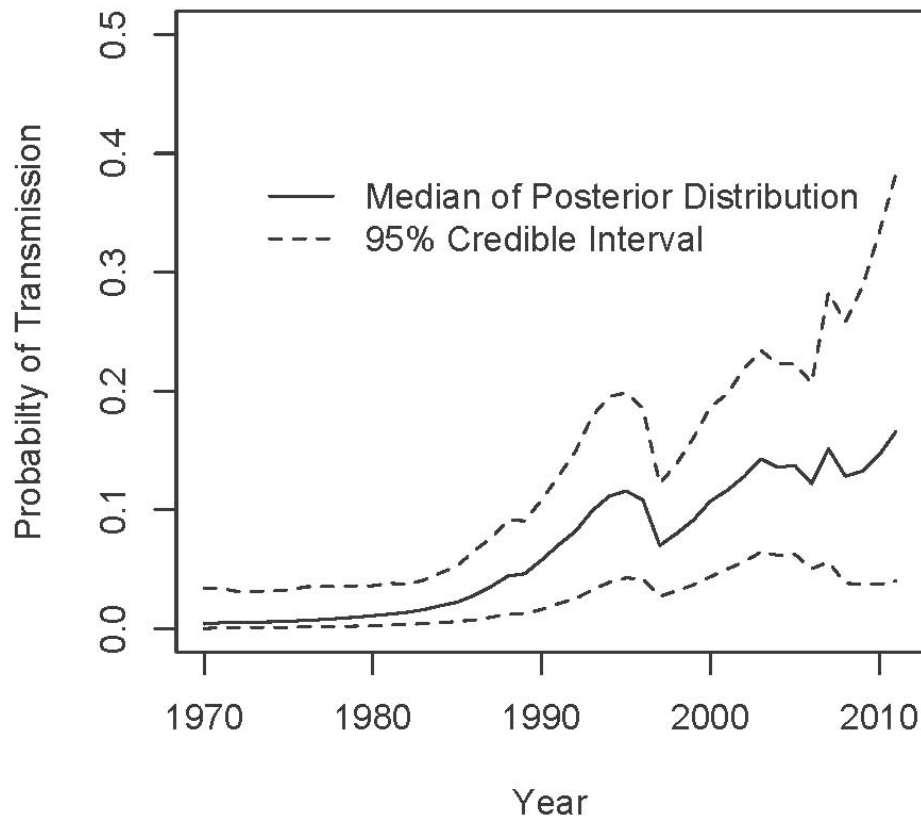 0.5
0.4
0.3
0.2
0.1
0.0
Probabilty of Transmission
Median of Posterior Distribution
95% Credible Interval
1970 1980 1990 2000 2010
Year